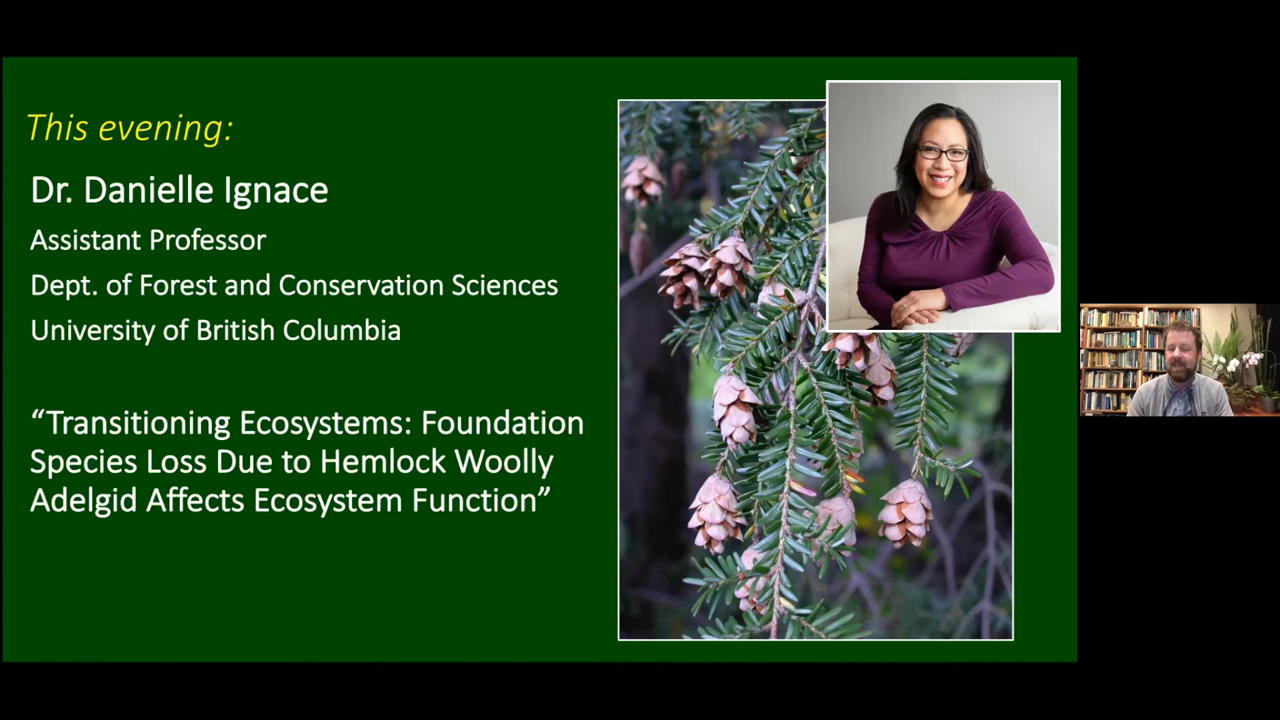 This evening:
Dr. Danielle Ignace
Assistant Professor
Dept. of Forest and Conservation Sciences
University of British Columbia
“Transitioning Ecosystems: Foundation
Species Loss Due to Hemlock Woolly
Adelgid Affects Ecosystem Function”